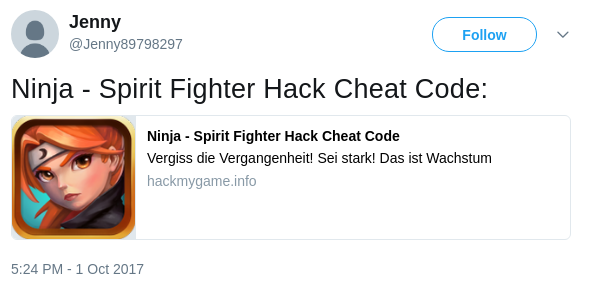 Jenny
@Jenny89798297
Follow
Ninja - Spirit Fighter Hack Cheat Code:
Ninja - Spirit Fighter Hack Cheat Code
Vergiss die Vergangenheit! Sei stark! Das ist Wachstum
hackmygame.info
5:24 PM - 1 Oct 2017